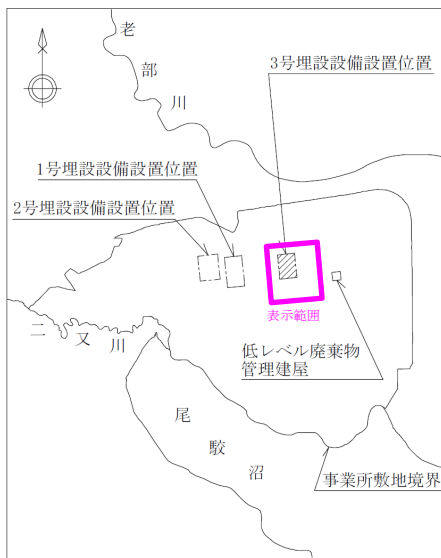 老部川
3号埋設設備設置位置
1号埋設設備設置位置
2号埋設設備設置位置
表示範囲
二又川
低レベル廃棄物
管理建屋
尾駮沼
事業所敷地境界